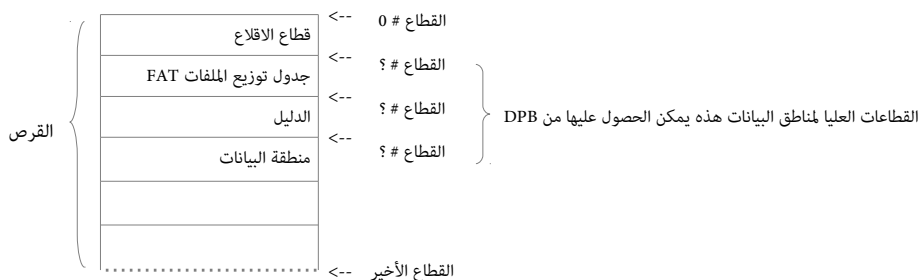 القطاع # 0 <--
قطاع الاقلاع
القطاع # ؟ <--
جدول توزيع الملفات FAT
القطاع # ؟ <--
الدليل
القطاع # ؟ <--
منطقة البيانات
القطاعات العليا لمناطق البيانات هذه يمكن الحصول عليها من DPB
القرص
القطاع الأخير <--